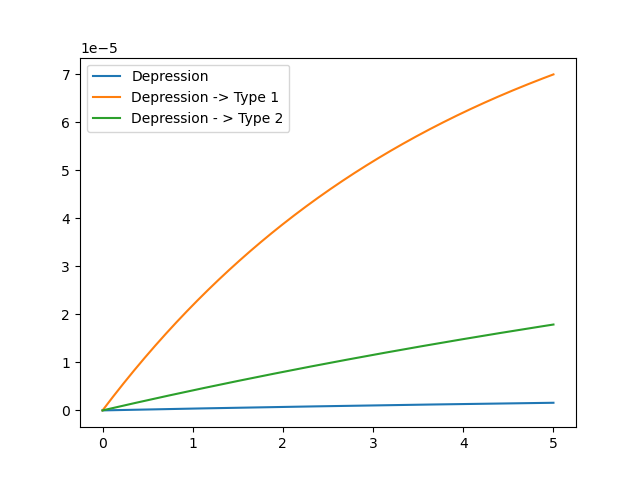 1e−5
7
6
5
4
3
2
1
0
Depression
Depression -> Type 1
Depression - > Type 2
0 1 2 3 4 5